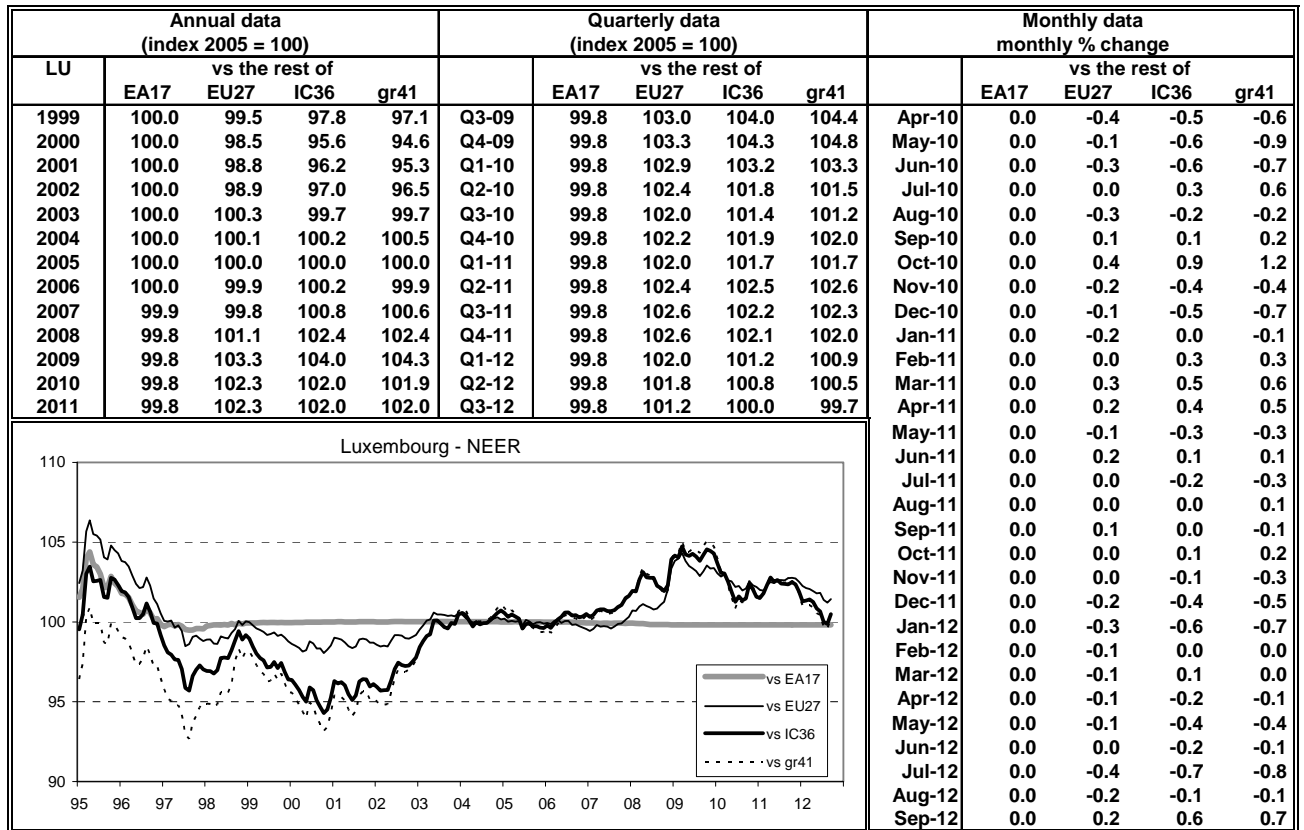 Annual data
(index 2005 = 100)
LU vs the rest of
EA17 EU27 IC36 gr41
1999 100.0 99.5 97.8 97.1
2000 100.0 98.5 95.6 94.6
2001 100.0 98.8 96.2 95.3
2002 100.0 98.9 97.0 96.5
2003 100.0 100.3 99.7 99.7
2004 100.0 100.1 100.2 100.5
2005 100.0 100.0 100.0 100.0
2006 100.0 99.9 100.2 99.9
2007 99.9 99.8 100.8 100.6
2008 99.8 101.1 102.4 102.4
2009 99.8 103.3 104.0 104.3
2010 99.8 102.3 102.0 101.9
2011 99.8 102.3 102.0 102.0
Quarterly data
(index 2005 = 100)
vs the rest of
EA17 EU27 IC36 gr41
Q3-09 99.8 103.0 104.0 104.4
Q4-09 99.8 103.3 104.3 104.8
Q1-10 99.8 102.9 103.2 103.3
Q2-10 99.8 102.4 101.8 101.5
Q3-10 99.8 102.0 101.4 101.2
Q4-10 99.8 102.2 101.9 102.0
Q1-11 99.8 102.0 101.7 101.7
Q2-11 99.8 102.4 102.5 102.6
Q3-11 99.8 102.6 102.2 102.3
Q4-11 99.8 102.6 102.1 102.0
Q1-12 99.8 102.0 101.2 100.9
Q2-12 99.8 101.8 100.8 100.5
Q3-12 99.8 101.2 100.0 99.7
Monthly data
monthly % change
vs the rest of
EA17 EU27 IC36 gr41
Apr-10 0.0 -0.4 -0.5 -0.6
May-10 0.0 -0.1 -0.6 -0.9
Jun-10 0.0 -0.3 -0.6 -0.7
Jul-10 0.0 0.0 0.3 0.6
Aug-10 0.0 -0.3 -0.2 -0.2
Sep-10 0.0 0.1 0.1 0.2
Oct-10 0.0 0.4 0.9 1.2
Nov-10 0.0 -0.2 -0.4 -0.4
Dec-10 0.0 -0.1 -0.5 -0.7
Jan-11 0.0 -0.2 0.0 -0.1
Feb-11 0.0 0.0 0.3 0.3
Mar-11 0.0 0.3 0.5 0.6
Apr-11 0.0 0.2 0.4 0.5
May-11 0.0 -0.1 -0.3 -0.3
Jun-11 0.0 0.2 0.1 0.1
Jul-11 0.0 0.0 -0.2 -0.3
Aug-11 0.0 0.0 0.0 0.1
Sep-11 0.0 0.1 0.0 -0.1
Oct-11 0.0 0.0 0.1 0.2
Nov-11 0.0 0.0 -0.1 -0.3
Dec-11 0.0 -0.2 -0.4 -0.5
Jan-12 0.0 -0.3 -0.6 -0.7
Feb-12 0.0 -0.1 0.0 0.0
Mar-12 0.0 -0.1 0.1 0.0
Apr-12 0.0 -0.1 -0.2 -0.1
May-12 0.0 -0.1 -0.4 -0.4
Jun-12 0.0 0.0 -0.2 -0.1
Jul-12 0.0 -0.4 -0.7 -0.8
Aug-12 0.0 -0.2 -0.1 -0.1
Sep-12 0.0 0.2 0.6 0.7
Luxembourg - NEER
110
105
100
95
90
vs EA17
vs EU27
vs IC36
vs gr41
95 96 97 98 99 00 01 02 03 04 05 06 07 08 09 10 11 12